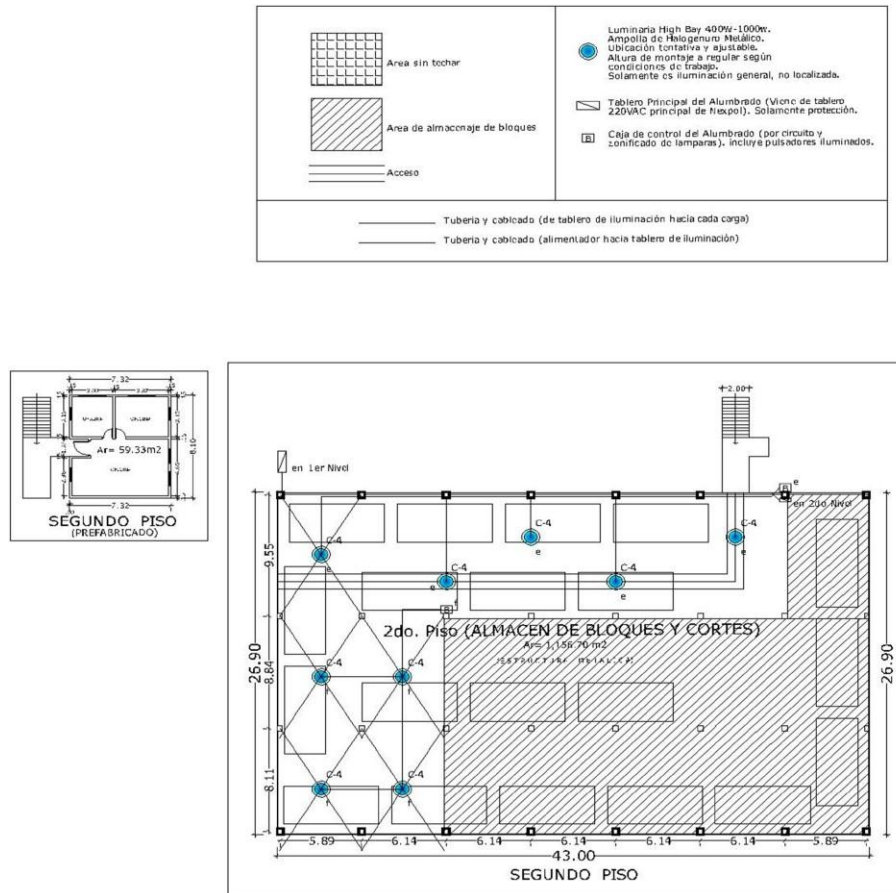 Area sin techar
Area de almacenaje de bloques
Acceso
Luminaria High Bay 400W-1000w.
Ampolla de Halogenuro Metálico.
Ubicación tentativa y ajustable.
Altura de montaje a regular según
condiciones de trabajo.
Solamente es iluminación general, no localizada.
Tablero Principal del Alumbrado (Viene de tablero
220VAC principal de Nexpol). Solamente protección.
B
Caja de control del Alumbrado (por circuito y
zonificado de lamparas). incluye pulsadores iluminados.
Tuberia y cableado (de tablero de iluminación hacia cada carga)
Tuberia y cableado (alimentador hacia tablero de iluminación)
7.32
8.10
Ar= 59.33m2
7.32
SEGUNDO PISO
(PREFABRICADO)
2.00
en 1er Nivel
e
B
en 2do Nivel
C-4
C-4
C-4
e
e
e
C-4
C-4
e
e
9.55
f
B
2do. Piso (ALMACEN DE BLOQUES Y CORTES)
Ar= 1,156.70 m2
(ESTRUCTURA METALICA)
26.90
26.90
8.84
C-4
C-4
f
f
8.11
C-4
C-4
f
f
5.89
6.14
6.14
6.14
6.14
6.14
5.89
43.00
SEGUNDO PISO